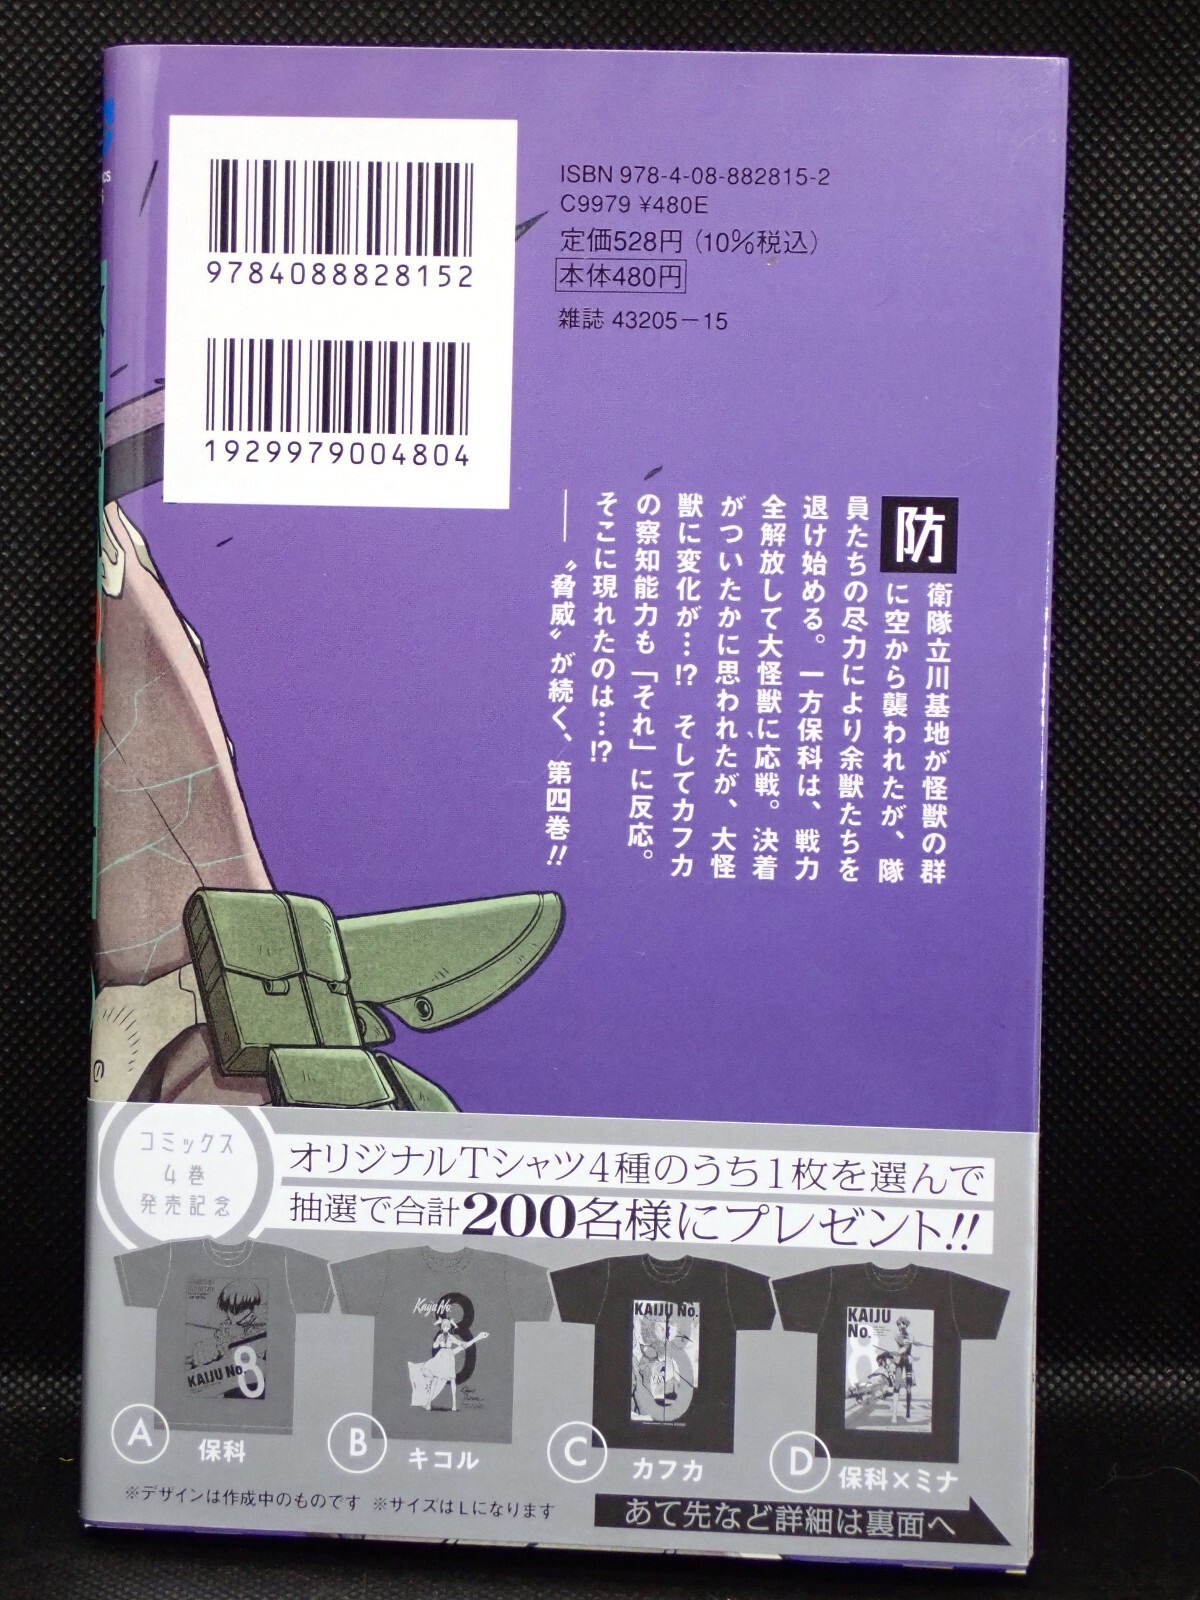 9784088828152
1929979004804
ISBN 978-4-08-882815-2
C9979 ¥480E
定価528円(10%税込)
本体480円
雑誌 43205-15
防衛隊立川基地が怪獣の群
に空から襲われたが、隊
員たちの尽力により余獣たちを
退け始める。一方保科は、戦力
全解放して大怪獣に応戦。決着
がついたかに思われたが、大怪
獣に変化が…!? そしてカフカ
の察知能力も「それ」に反応。
そこに現れたのは…!?
——〝脅威〟が続く、第四巻!!
コミックス
4巻
発売記念
オリジナルTシャツ4種のうち1枚を選んで
抽選で合計200名様にプレゼント!!
KAIJU No.
8
Kaiju No.
8
KAIJU No.
8
KAIJU
No.
8
A 保科
B キコル
C カフカ
D 保科×ミナ
※デザインは作成中のものです ※サイズはLになります
あて先など詳細は裏面へ